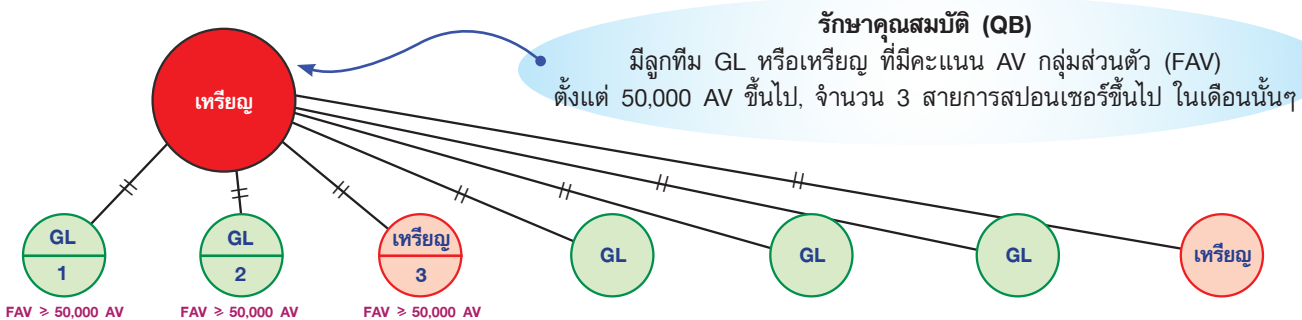 รักษาคุณสมบัติ (QB)
มีลูกทีม GL หรือเหรียญ ที่มีคะแนน AV กลุ่มส่วนตัว (FAV)
ตั้งแต่ 50,000 AV ขึ้นไป, จำนวน 3 สายการสปอนเซอร์ขึ้นไป ในเดือนนั้นๆ
เหรียญ
GL
1
GL
2
เหรียญ
3
GL
GL
GL
เหรียญ
FAV ≥ 50,000 AV
FAV ≥ 50,000 AV
FAV ≥ 50,000 AV